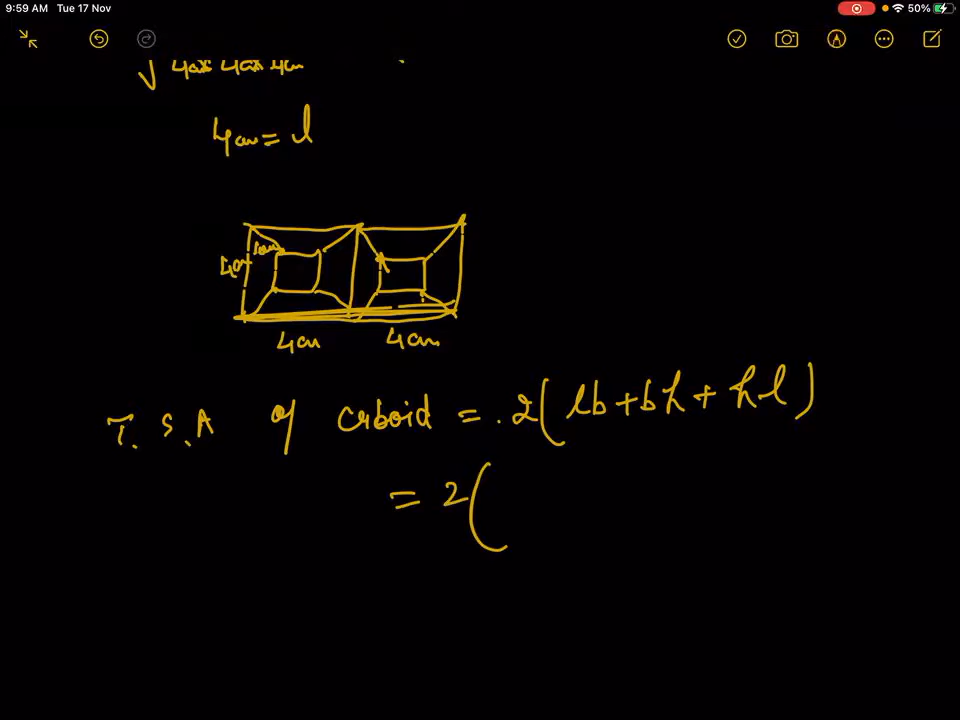 9:59 AM Tue 17 Nov 50%
4cm = l
4cm
4cm 4cm
T.S.A of cuboid = 2(lb+bh+hl)
= 2(